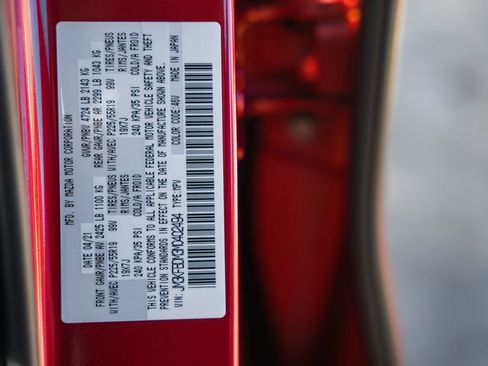 MFD. BY MAZDA MOTOR CORPORATION
DATE 04/21 GVWR/PNBV 4724 LB 2143 KG
FRONT GAWR/PNBE AV 2425 LB 1100 KG REAR GAWR/PNBE AR 2299 LB 1043 KG
WITH/AVEC P225/55R19 99V TIRES/PNEUS WITH/AVEC P225/55R19 99V TIRES/PNEUS
19X7J RIMS/JANTES 19X7J RIMS/JANTES
240 KPA/35 PSI COLD/A FROID 240 KPA/35 PSI COLD/A FROID
THIS VEHICLE CONFORMS TO ALL APPLICABLE FEDERAL MOTOR VEHICLE SAFETY AND THEFT
PREVENTION STANDARDS IN EFFECT ON THE DATE OF MANUFACTURE SHOWN ABOVE.
VIN: TYPE:MPV COLOR CODE:46V MADE IN JAPAN